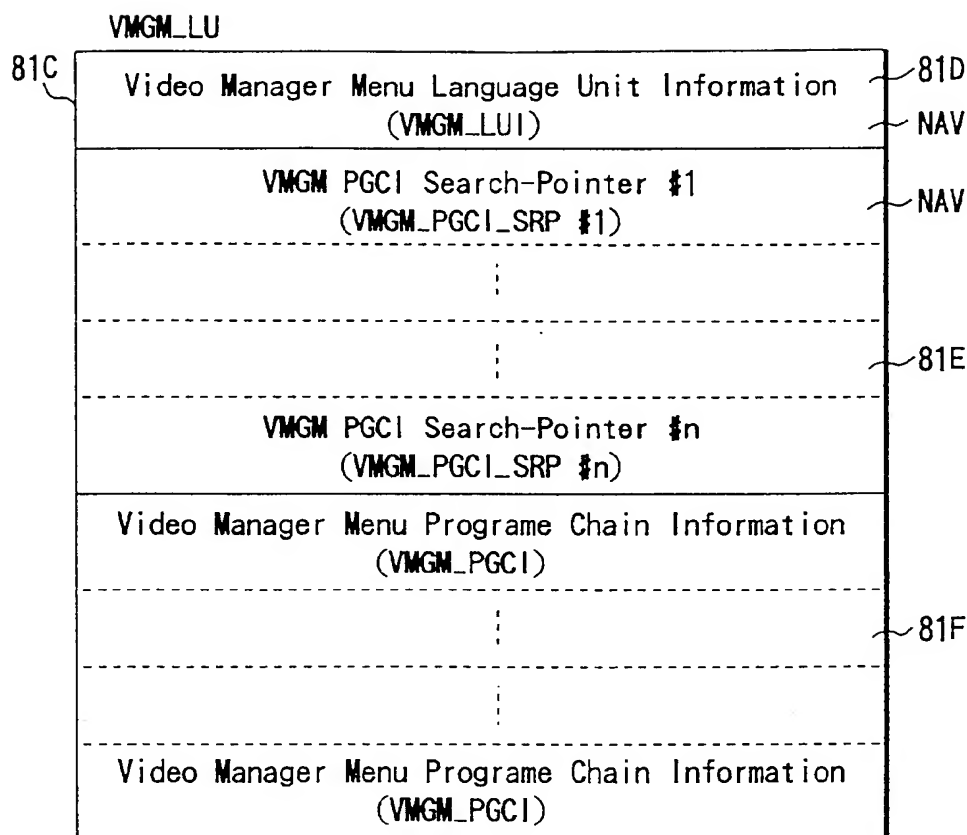 VMGM_LU
81C
Video Manager Menu Language Unit Information
(VMGM_LUI)
81D
NAV
VMGM PGCI Search-Pointer #1
(VMGM_PGCI_SRP #1)
NAV
81E
VMGM PGCI Search-Pointer #n
(VMGM_PGCI_SRP #n)
Video Manager Menu Programe Chain Information
(VMGM_PGCI)
81F
Video Manager Menu Programe Chain Information
(VMGM_PGCI)